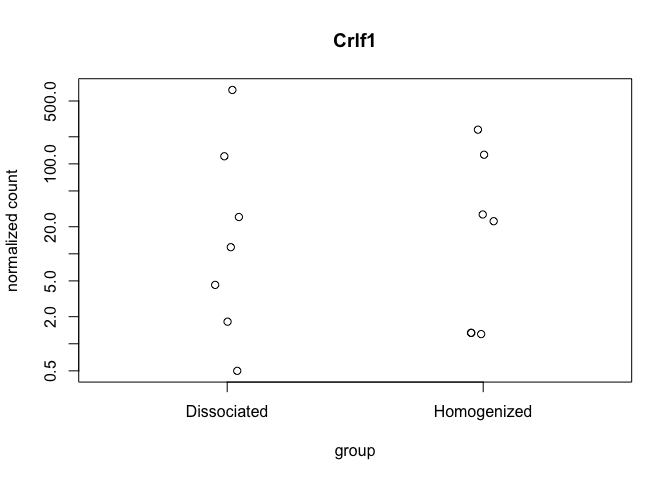 Crlf1
normalized count
500.0
100.0
20.0
5.0
2.0
0.5
Dissociated
Homogenized
group